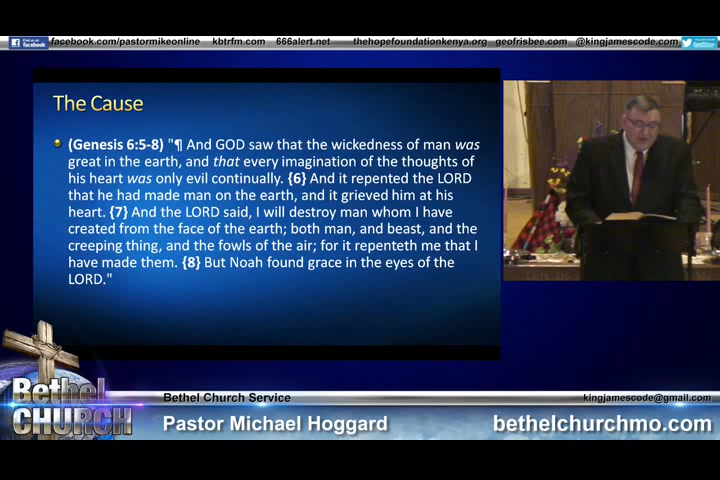 Find us on facebook facebook.com/pastormikeonline kbtrfm.com 666alert.net thehopefoundationkenya.org geofrisbee.com @kingjamescode.com twitter
The Cause
(Genesis 6:5-8) "¶ And GOD saw that the wickedness of man was
great in the earth, and that every imagination of the thoughts of
his heart was only evil continually. {6} And it repented the LORD
that he had made man on the earth, and it grieved him at his
heart. {7} And the LORD said, I will destroy man whom I have
created from the face of the earth; both man, and beast, and the
creeping thing, and the fowls of the air; for it repenteth me that I
have made them. {8} But Noah found grace in the eyes of the
LORD."
Bethel
CHURCH
Bethel Church Service kingjamescode@gmail.com
Pastor Michael Hoggard bethelchurchmo.com